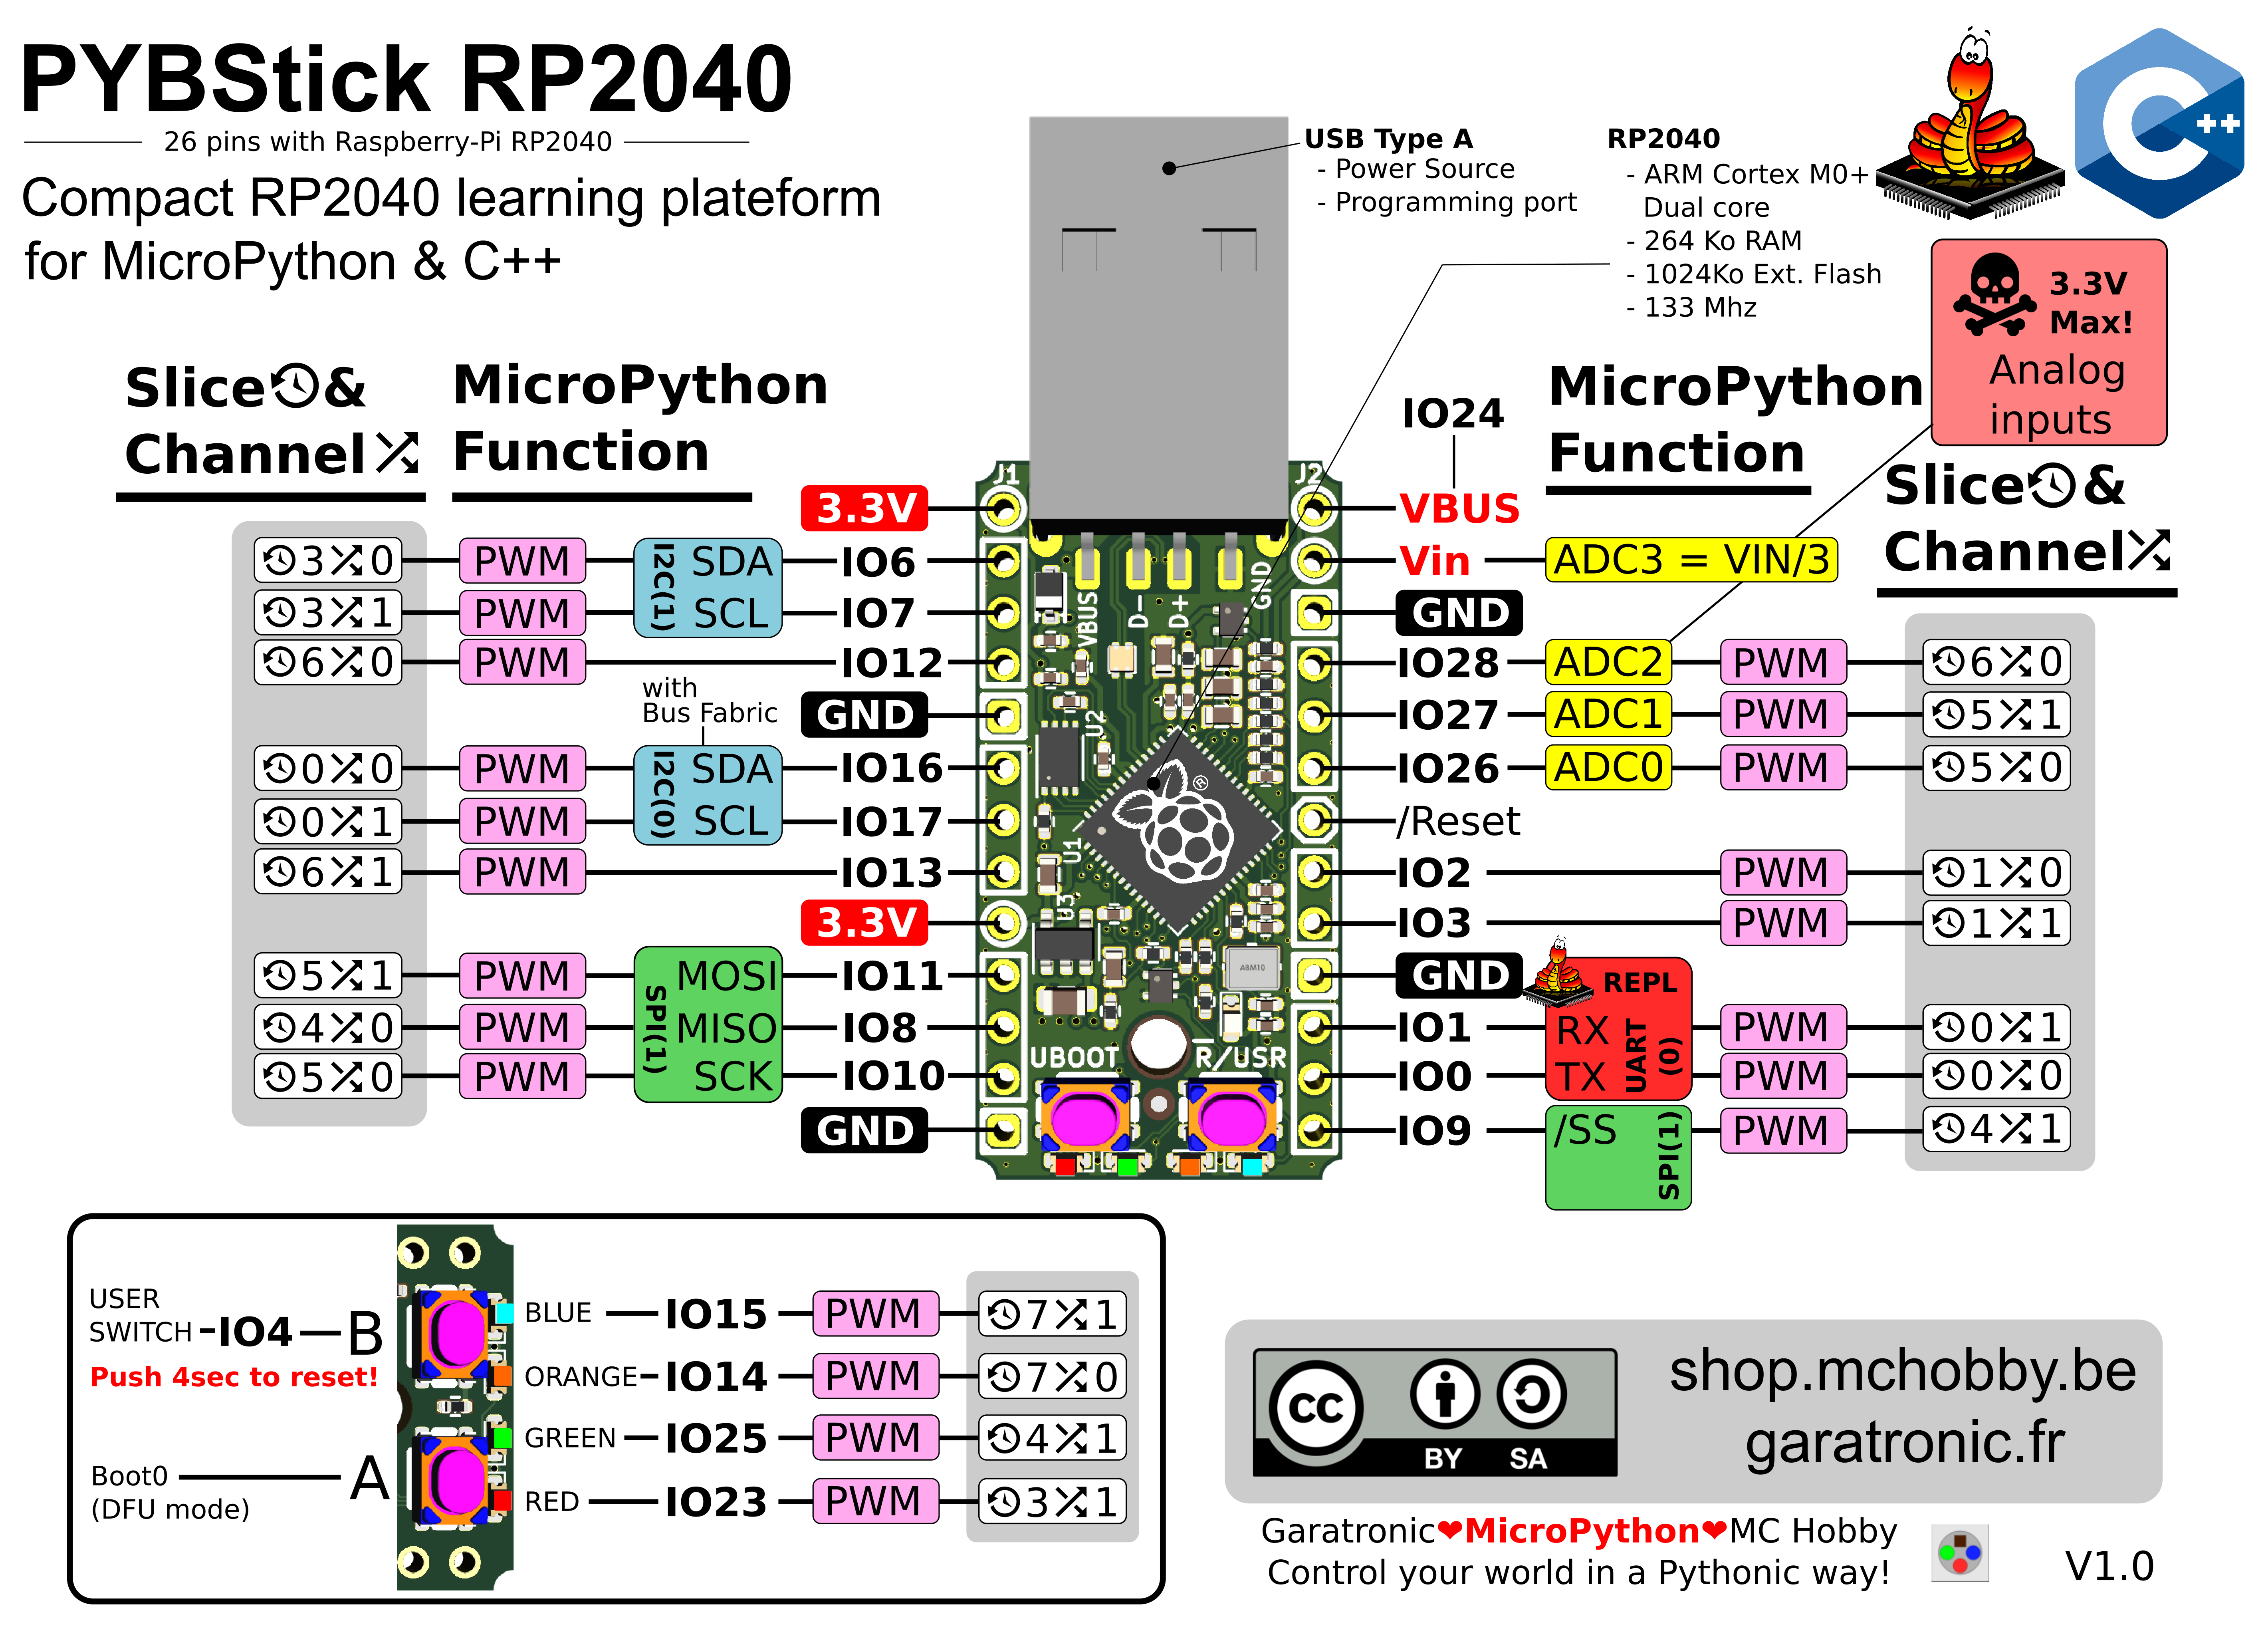 PYBStick RP2040
26 pins with Raspberry-Pi RP2040
Compact RP2040 learning plateform
for MicroPython & C++
USB Type A
- Power Source
- Programming port
RP2040
- ARM Cortex M0+
Dual core
- 264 Ko RAM
- 1024Ko Ext. Flash
- 133 Mhz
C++
3.3V
Max!
Analog
inputs
Slice &
Channel
MicroPython
Function
IO24
MicroPython
Function
Slice &
Channel
J1
J2
3.3V
VBUS
3 0 PWM SDA IO6
I2C(1)
3 1 PWM SCL IO7
6 0 PWM IO12
with
Bus Fabric
GND
0 0 PWM SDA IO16
I2C(0)
0 1 PWM SCL IO17
6 1 PWM IO13
3.3V
5 1 PWM MOSI IO11
SPI(1)
4 0 PWM MISO IO8
5 0 PWM SCK IO10
GND
VBUS
D-
D+
GND
U2
U1
U3
®
ABM10
UBOOT
R/USR
Vin ADC3 = VIN/3
GND
IO28 ADC2 PWM 6 0
IO27 ADC1 PWM 5 1
IO26 ADC0 PWM 5 0
/Reset
IO2 PWM 1 0
IO3 PWM 1 1
GND
REPL
IO1 RX PWM 0 1
UART
(0)
IO0 TX PWM 0 0
IO9 /SS PWM 4 1
SPI(1)
USER
SWITCH IO4 B
Push 4sec to reset!
Boot0 A
(DFU mode)
BLUE IO15 PWM 7 1
ORANGE IO14 PWM 7 0
GREEN IO25 PWM 4 1
RED IO23 PWM 3 1
cc
BY SA
shop.mchobby.be
garatronic.fr
Garatronic❤MicroPython❤MC Hobby
Control your world in a Pythonic way!
V1.0